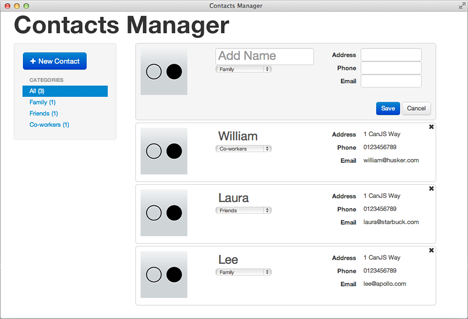 Contacts Manager
Contacts Manager
+ New Contact
CATEGORIES
All (3)
Family (1)
Friends (1)
Co-workers (1)
Add Name
Family
Address
Phone
Email
Save Cancel
William
Co-workers
Address 1 CanJS Way
Phone 0123456789
Email william@husker.com
Laura
Friends
Address 1 CanJS Way
Phone 0123456789
Email laura@starbuck.com
Lee
Family
Address 1 CanJS Way
Phone 0123456789
Email lee@apollo.com